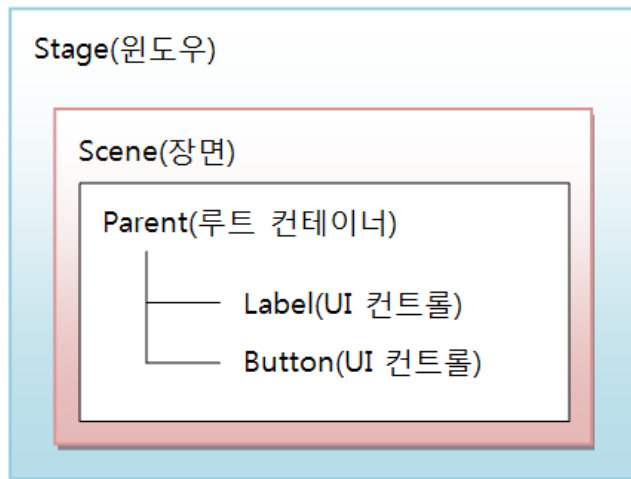 Stage(윈도우)
Scene(장면)
Parent(루트 컨테이너)
Label(UI 컨트롤)
Button(UI 컨트롤)